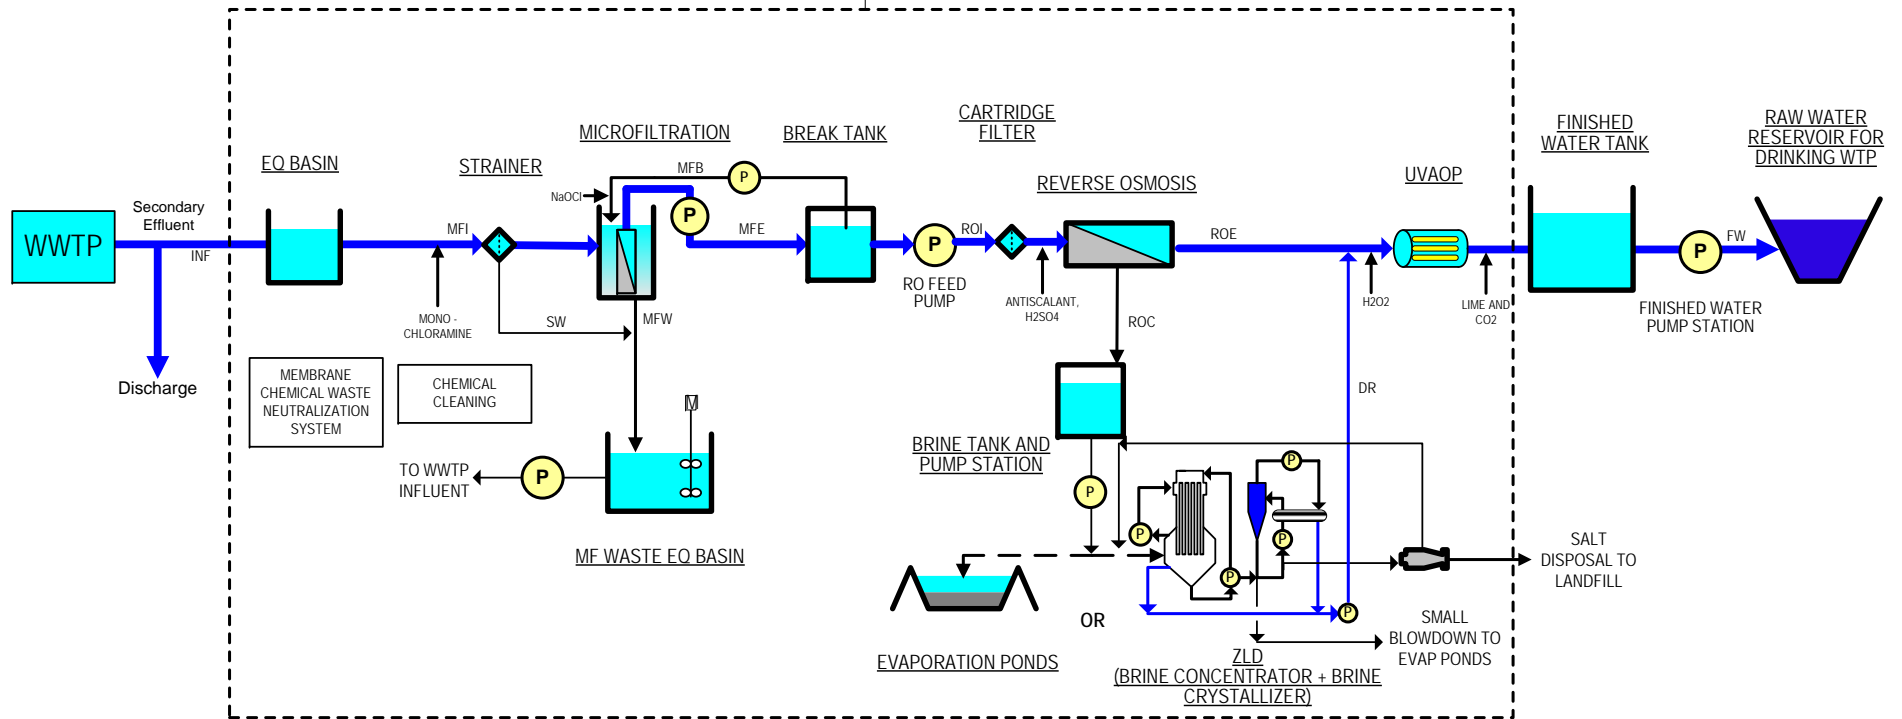 CARTRIDGE
FILTER
MICROFILTRATION
BREAK TANK
FINISHED
WATER TANK
RAW WATER
RESERVOIR FOR
DRINKING WTP
EQ BASIN
STRAINER
MFB
P
REVERSE OSMOSIS
UVAOP
NaOCl
Secondary
Effluent
WWTP
INF
MFI
P
MFE
P
ROI
ROE
P
FW
RO FEED
PUMP
ANTISCALANT,
H2SO4
H2O2
LIME AND
CO2
FINISHED WATER
PUMP STATION
MONO -
CHLORAMINE
SW
MFW
ROC
Discharge
MEMBRANE
CHEMICAL WASTE
NEUTRALIZATION
SYSTEM
CHEMICAL
CLEANING
M
DR
BRINE TANK AND
PUMP STATION
TO WWTP
INFLUENT
P
P
P
P
P
P
P
MF WASTE EQ BASIN
SALT
DISPOSAL TO
LANDFILL
OR
SMALL
BLOWDOWN TO
EVAP PONDS
EVAPORATION PONDS
ZLD
(BRINE CONCENTRATOR + BRINE
CRYSTALLIZER)